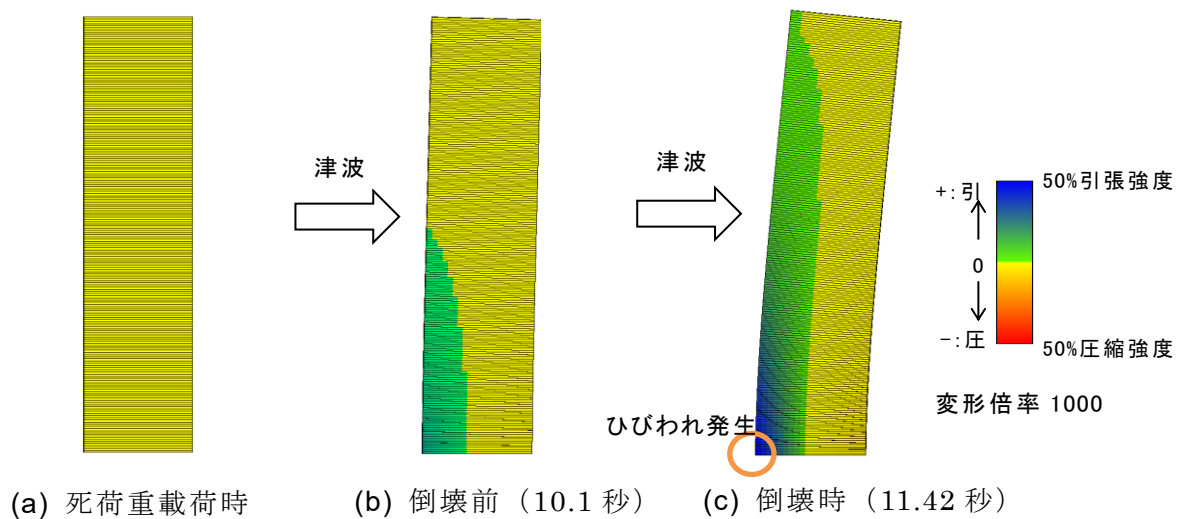 津波
津波
+:引
0
-:圧
50%引張強度
50%圧縮強度
変形倍率 1000
ひびわれ発生
(a) 死荷重載荷時
(b) 倒壊前（10.1 秒）
(c) 倒壊時（11.42 秒）